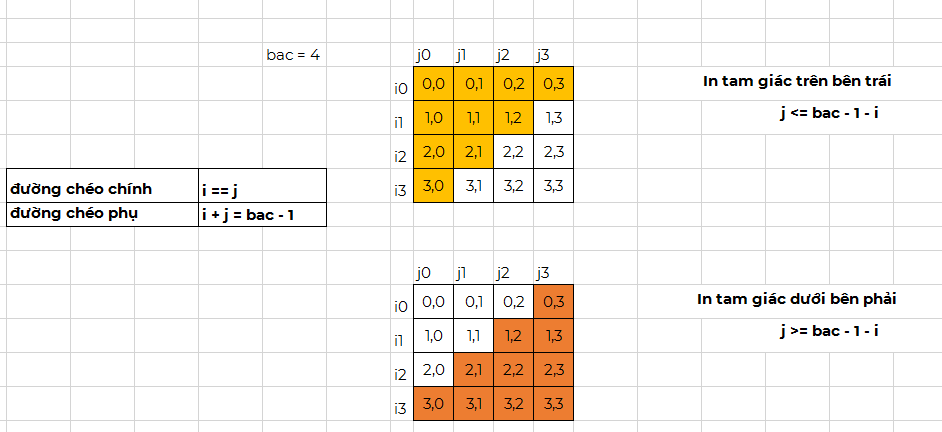 bac = 4
j0 j1 j2 j3
i0 0,0 0,1 0,2 0,3
i1 1,0 1,1 1,2 1,3
i2 2,0 2,1 2,2 2,3
i3 3,0 3,1 3,2 3,3
In tam giác trên bên trái
j <= bac - 1 - i
đường chéo chính i == j
đường chéo phụ i + j = bac - 1
j0 j1 j2 j3
i0 0,0 0,1 0,2 0,3
i1 1,0 1,1 1,2 1,3
i2 2,0 2,1 2,2 2,3
i3 3,0 3,1 3,2 3,3
In tam giác dưới bên phải
j >= bac - 1 - i